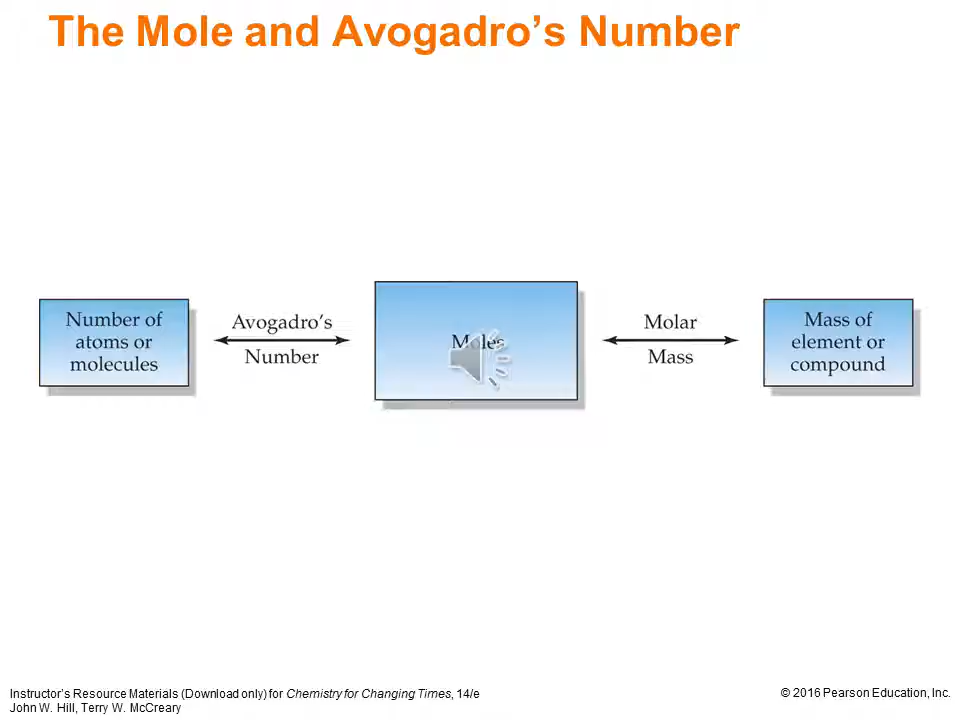 The Mole and Avogadro's Number
Number of
atoms or
molecules
Avogadro's
Number
Moles
Molar
Mass
Mass of
element or
compound
Instructor's Resource Materials (Download only) for Chemistry for Changing Times, 14/e
John W. Hill, Terry W. McCreary
© 2016 Pearson Education, Inc.